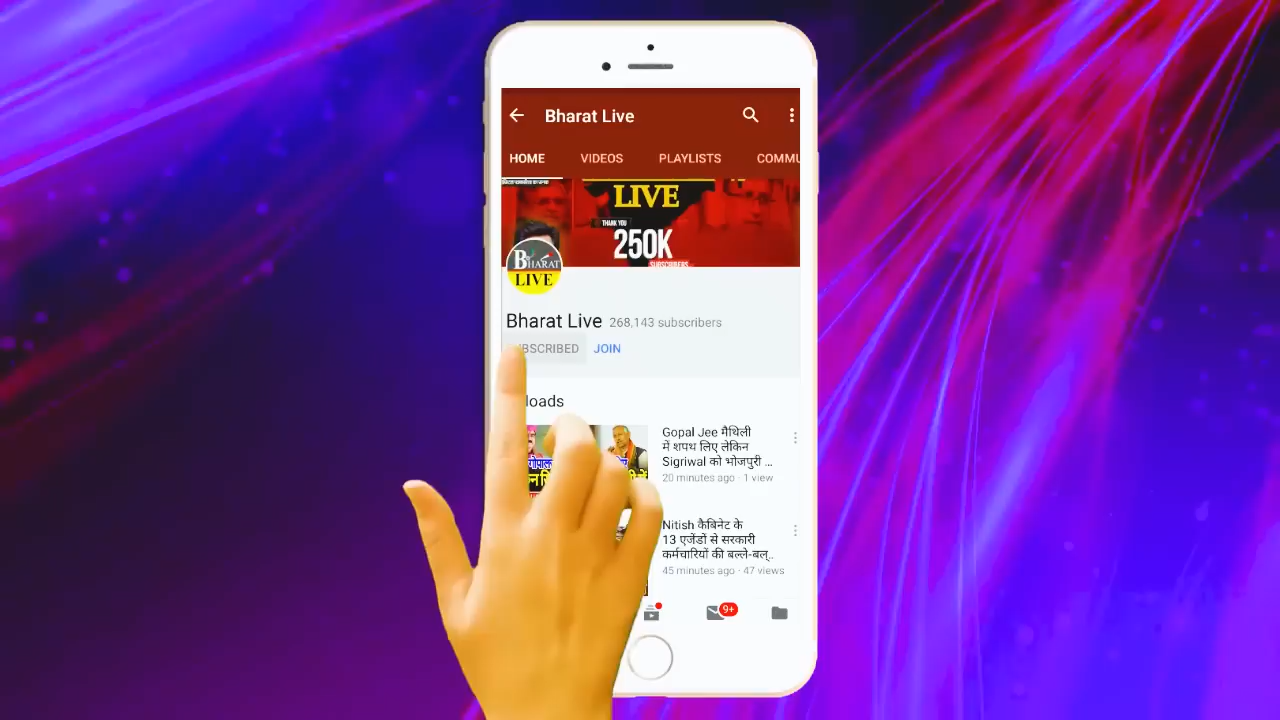 Bharat Live
HOME VIDEOS PLAYLISTS COMMU
LIVE
THANK YOU
250K
SUBSCRIBERS
BHARAT
LIVE
Bharat Live 268,143 subscribers
BSCRIBED JOIN
loads
Gopal Jee मैथिली
में शपथ लिए लेकिन
Sigriwal को भोजपुरी ...
20 minutes ago · 1 view
Nitish कैबिनेट के
13 एजेंडों से सरकारी
कर्मचारियों की बल्ले-बल्..
45 minutes ago · 47 views
9+